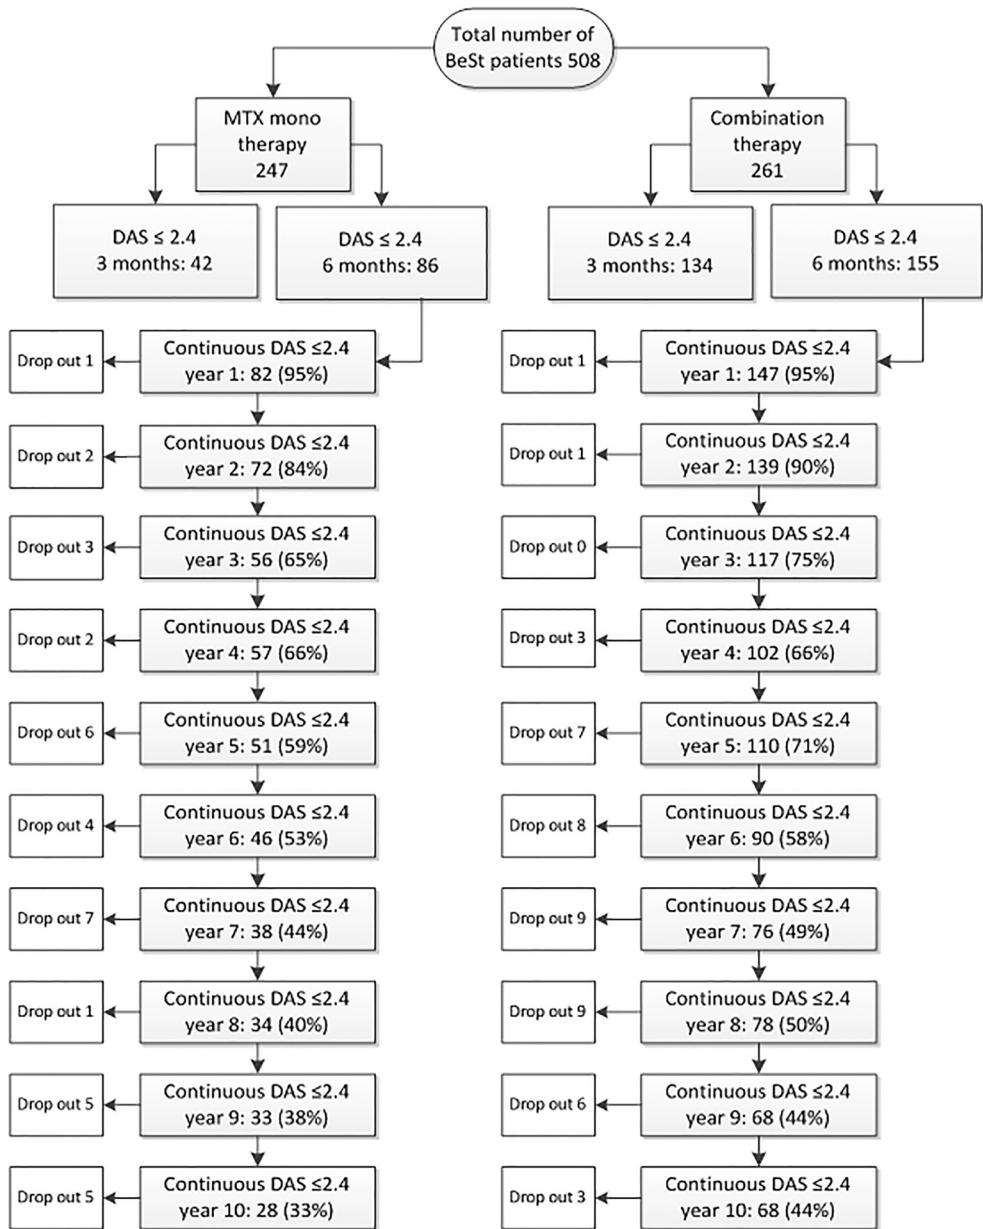 Total number of
BeSt patients 508
MTX mono
therapy
247
Combination
therapy
261
DAS ≤ 2.4
3 months: 42
DAS ≤ 2.4
6 months: 86
DAS ≤ 2.4
3 months: 134
DAS ≤ 2.4
6 months: 155
Drop out 1
Continuous DAS ≤2.4
year 1: 82 (95%)
Drop out 1
Continuous DAS ≤2.4
year 1: 147 (95%)
Drop out 2
Continuous DAS ≤2.4
year 2: 72 (84%)
Drop out 1
Continuous DAS ≤2.4
year 2: 139 (90%)
Drop out 3
Continuous DAS ≤2.4
year 3: 56 (65%)
Drop out 0
Continuous DAS ≤2.4
year 3: 117 (75%)
Drop out 2
Continuous DAS ≤2.4
year 4: 57 (66%)
Drop out 3
Continuous DAS ≤2.4
year 4: 102 (66%)
Drop out 6
Continuous DAS ≤2.4
year 5: 51 (59%)
Drop out 7
Continuous DAS ≤2.4
year 5: 110 (71%)
Drop out 4
Continuous DAS ≤2.4
year 6: 46 (53%)
Drop out 8
Continuous DAS ≤2.4
year 6: 90 (58%)
Drop out 7
Continuous DAS ≤2.4
year 7: 38 (44%)
Drop out 9
Continuous DAS ≤2.4
year 7: 76 (49%)
Drop out 1
Continuous DAS ≤2.4
year 8: 34 (40%)
Drop out 9
Continuous DAS ≤2.4
year 8: 78 (50%)
Drop out 5
Continuous DAS ≤2.4
year 9: 33 (38%)
Drop out 6
Continuous DAS ≤2.4
year 9: 68 (44%)
Drop out 5
Continuous DAS ≤2.4
year 10: 28 (33%)
Drop out 3
Continuous DAS ≤2.4
year 10: 68 (44%)